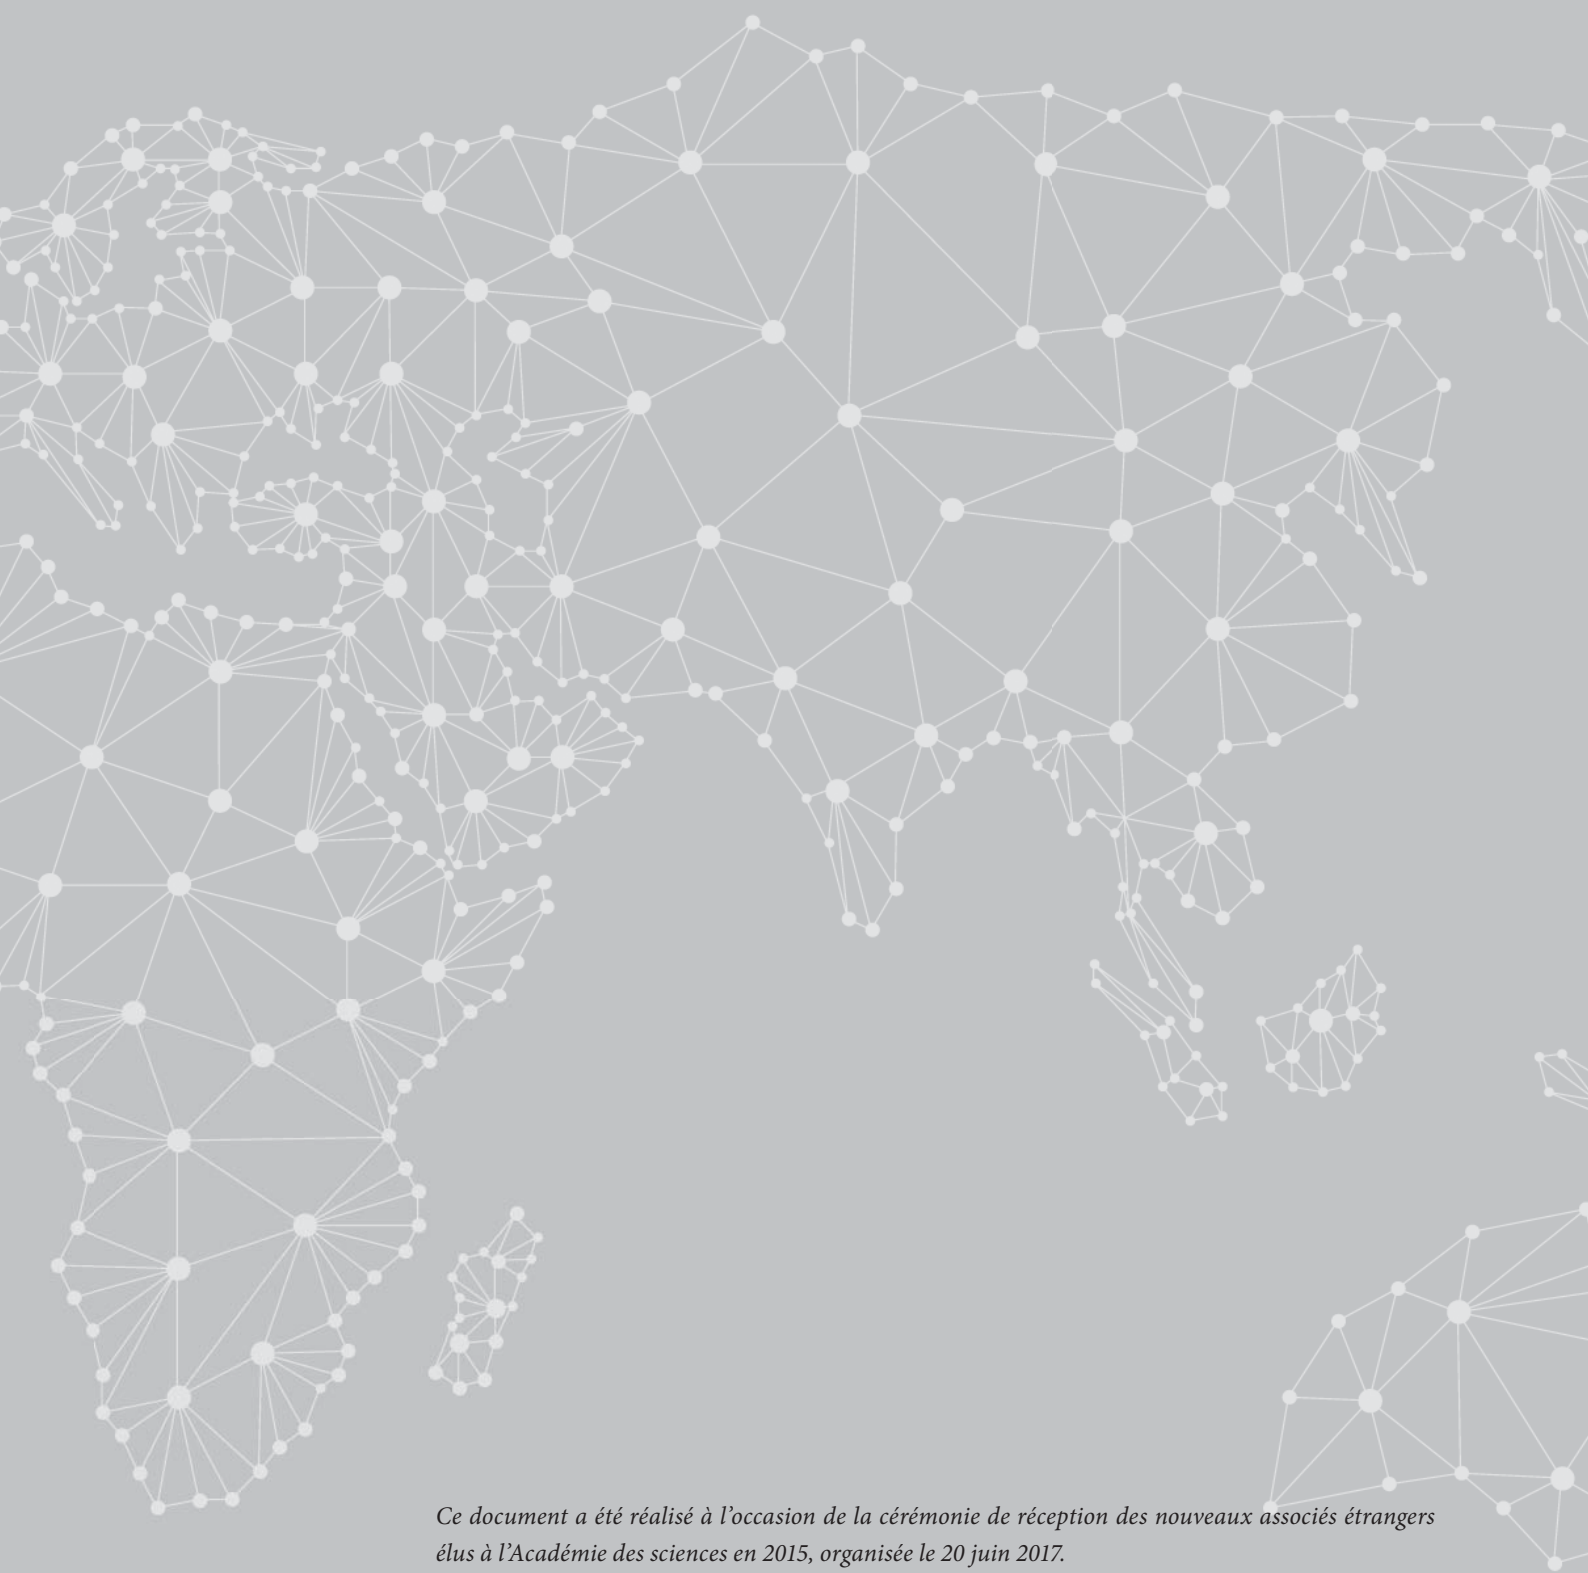 Ce document a été réalisé à l’occasion de la cérémonie de réception des nouveaux associés étrangers
élus à l’Académie des sciences en 2015, organisée le 20 juin 2017.